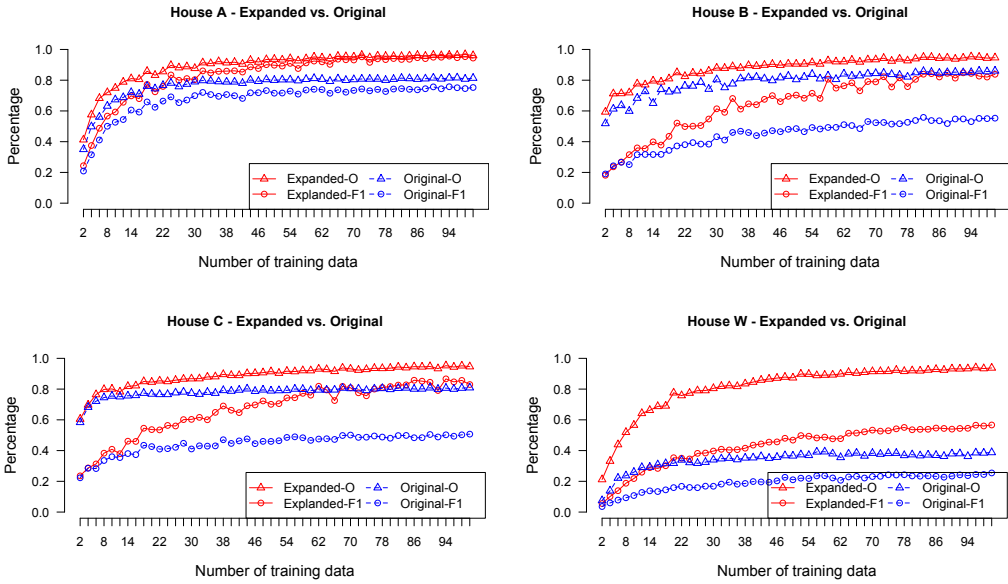 House A - Expanded vs. Original
1.0
0.8
0.6
0.4
0.2
0.0
Percentage
Expanded-O Original-O
Explanded-F1 Original-F1
2 8 14 22 30 38 46 54 62 70 78 86 94
Number of training data
House B - Expanded vs. Original
1.0
0.8
0.6
0.4
0.2
0.0
Percentage
Expanded-O Original-O
Explanded-F1 Original-F1
2 8 14 22 30 38 46 54 62 70 78 86 94
Number of training data
House C - Expanded vs. Original
1.0
0.8
0.6
0.4
0.2
0.0
Percentage
Expanded-O Original-O
Explanded-F1 Original-F1
2 8 14 22 30 38 46 54 62 70 78 86 94
Number of training data
House W - Expanded vs. Original
1.0
0.8
0.6
0.4
0.2
0.0
Percentage
Expanded-O Original-O
Explanded-F1 Original-F1
2 8 14 22 30 38 46 54 62 70 78 86 94
Number of training data